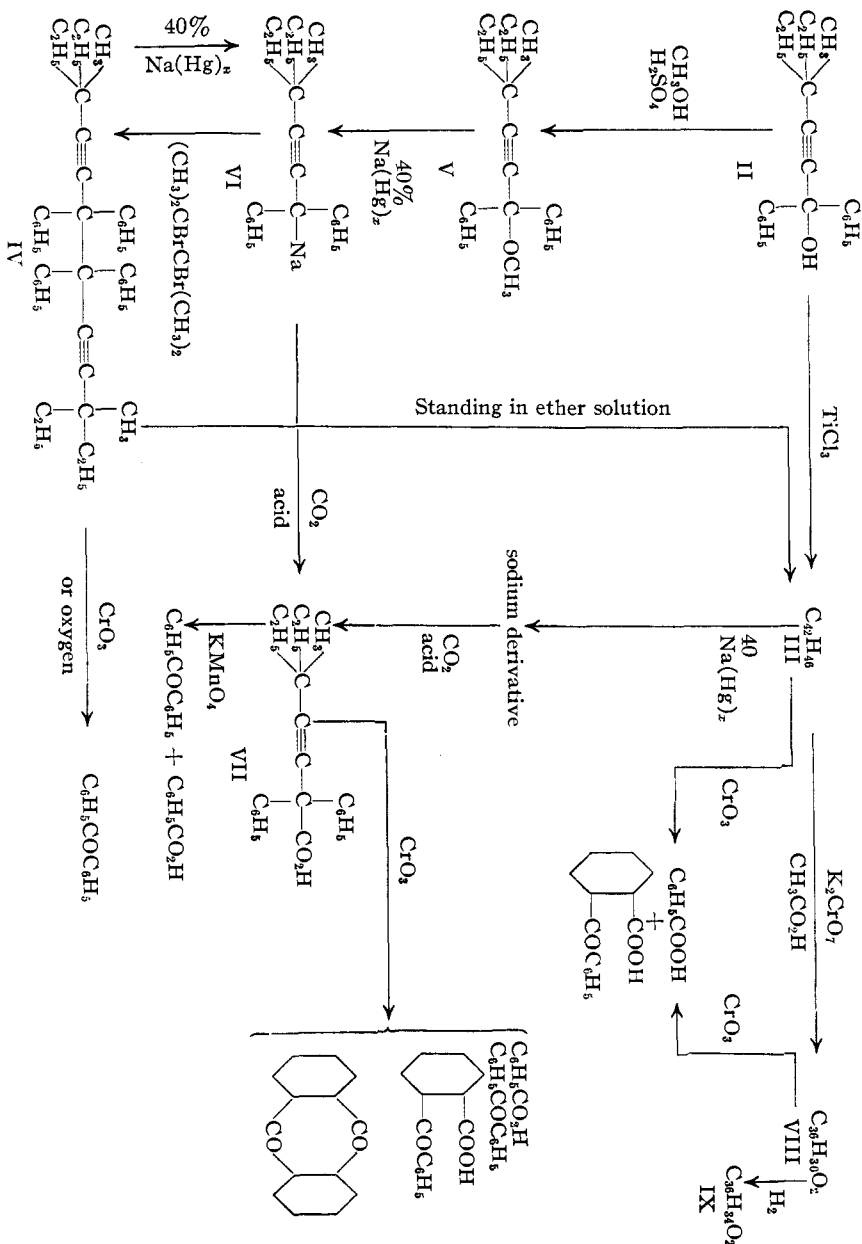 CH₃
C₂H₅
C₂H₅
C—C≡C—C—OH
C₆H₅
C₆H₅
II
TiCl₃
C₄₂H₄₆
III
K₂CrO₇
CH₃CO₂H
C₃₆H₃₀O₂
VIII
H₂
C₃₆H₃₄O₂
IX
CH₃OH
H₂SO₄
40
Na(Hg)ₓ
CrO₃
CrO₃
C₆H₅COOH
+
COOH
COC₆H₅
CH₃
C₂H₅
C₂H₅
C—C≡C—C—OCH₃
C₆H₅
C₆H₅
V
40%
Na(Hg)ₓ
Standing in ether solution
sodium derivative
CO₂
acid
CH₃
C₂H₅
C₂H₅
C—C≡C—C—Na
C₆H₅
C₆H₅
VI
CO₂
acid
CH₃
C₂H₅
C₂H₅
C—C≡C—C—CO₂H
C₆H₅
C₆H₅
VII
CrO₃
C₆H₅CO₂H
C₆H₅COC₆H₅
COOH
COC₆H₅
CO
CO
40%
Na(Hg)ₓ
(CH₃)₂CBrCBr(CH₃)₂
KMnO₄
C₆H₅COC₆H₅ + C₆H₅CO₂H
CH₃
C₂H₅
C₂H₅
C—C≡C—C—C—C≡C—C—C₂H₅
C₆H₅ C₆H₅ CH₃
C₆H₅ C₆H₅ C₂H₅
IV
CrO₃
or oxygen
C₆H₅COC₆H₅